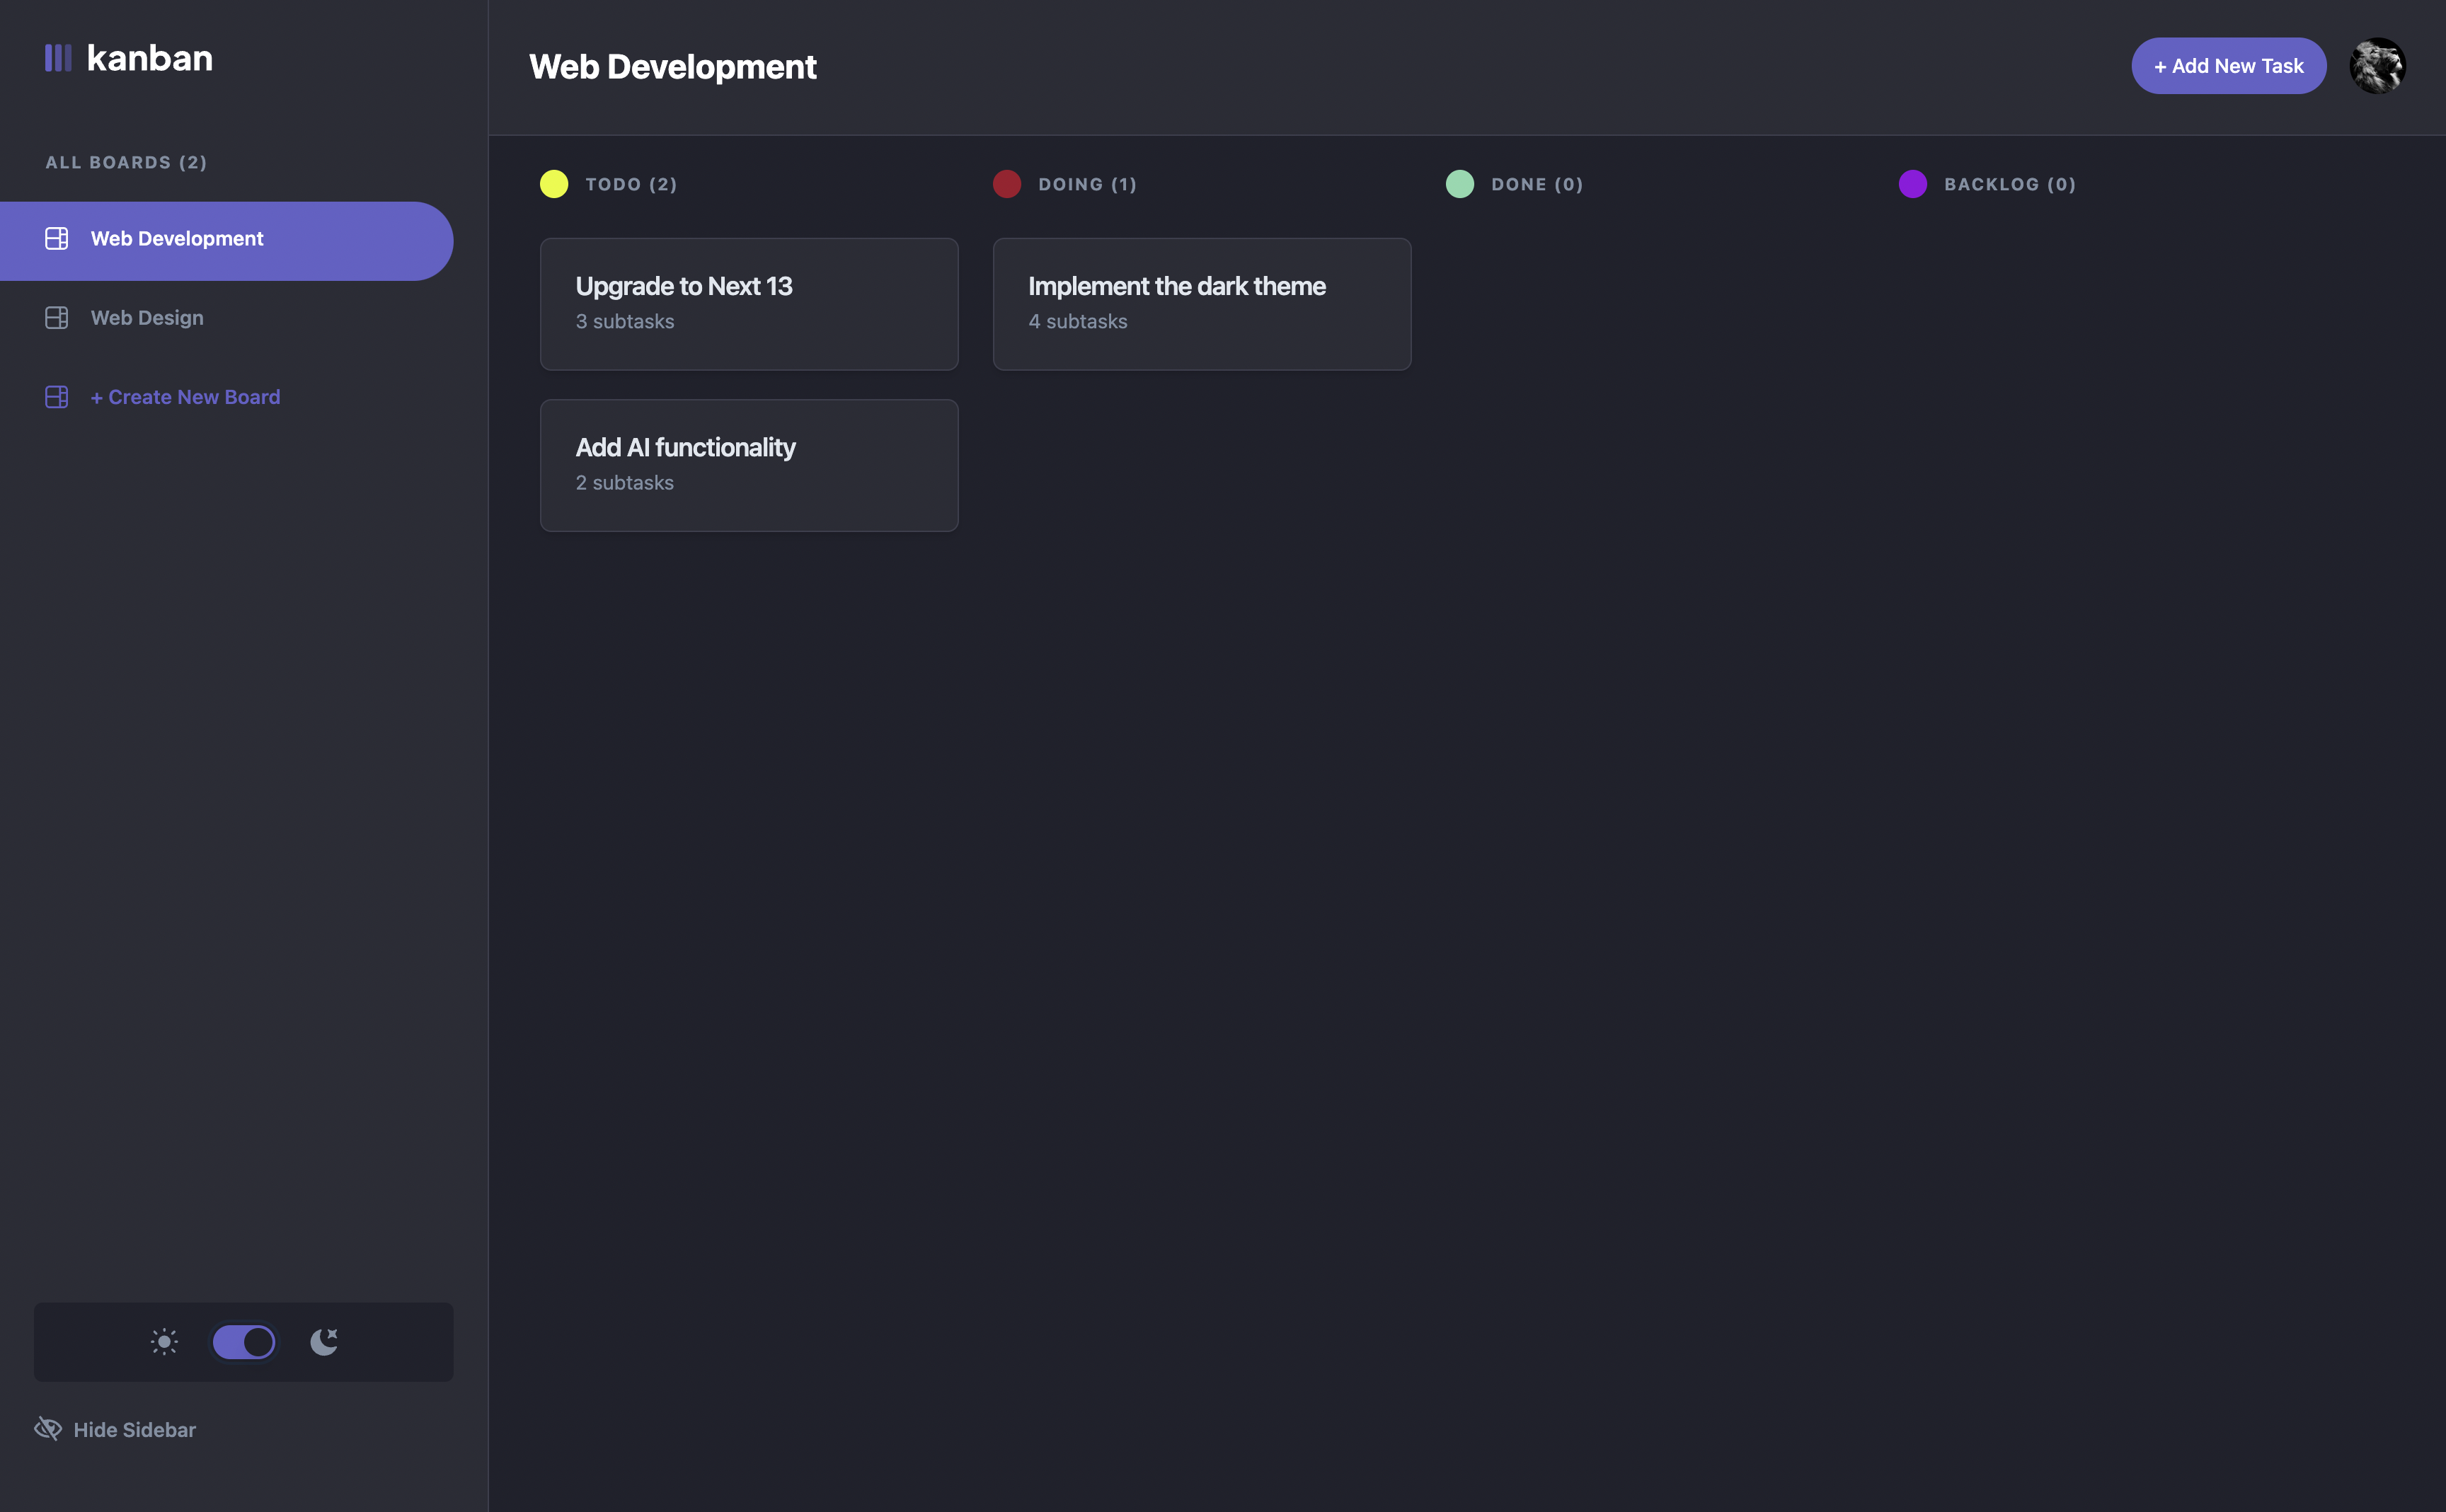 kanban
ALL BOARDS (2)
Web Development
Web Design
+ Create New Board
Hide Sidebar
Web Development
+ Add New Task
TODO (2)
Upgrade to Next 13
3 subtasks
Add AI functionality
2 subtasks
DOING (1)
Implement the dark theme
4 subtasks
DONE (0)
BACKLOG (0)